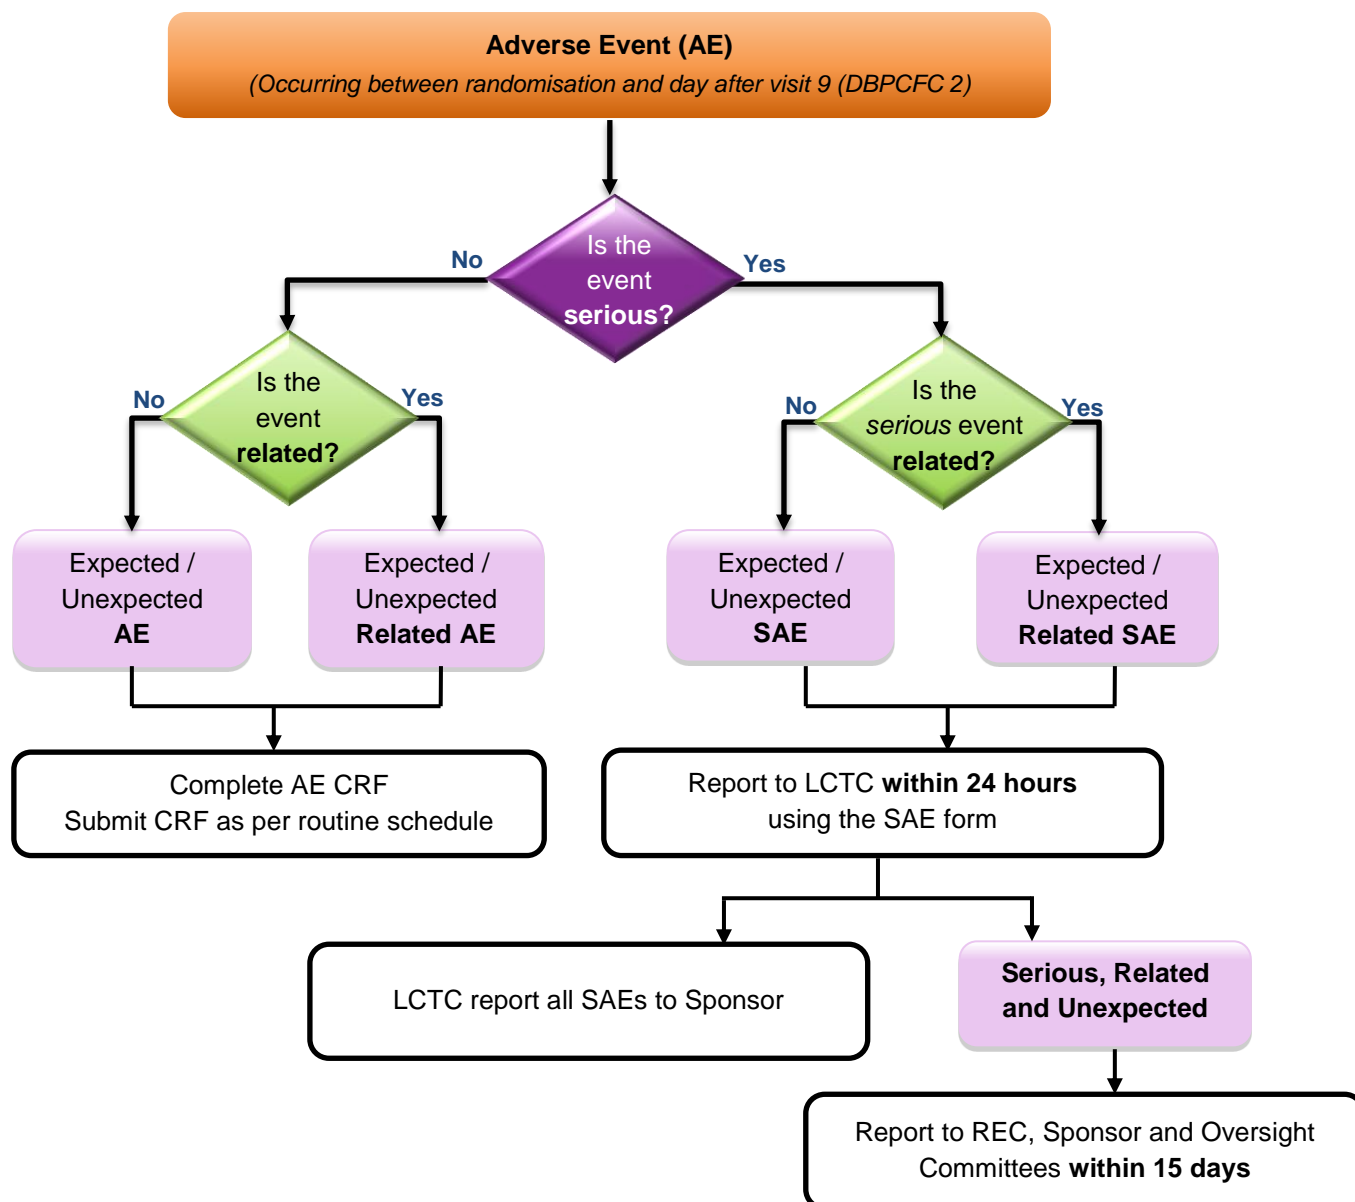 Adverse Event (AE)
(Occurring between randomisation and day after visit 9 (DBPCFC 2)
Is the
event
serious?
No
Yes
Is the
event
related?
No
Yes
Is the
serious event
related?
No
Yes
Expected /
Unexpected
AE
Expected /
Unexpected
Related AE
Expected /
Unexpected
SAE
Expected /
Unexpected
Related SAE
Complete AE CRF
Submit CRF as per routine schedule
Report to LCTC within 24 hours
using the SAE form
LCTC report all SAEs to Sponsor
Serious, Related
and Unexpected
Report to REC, Sponsor and Oversight
Committees within 15 days